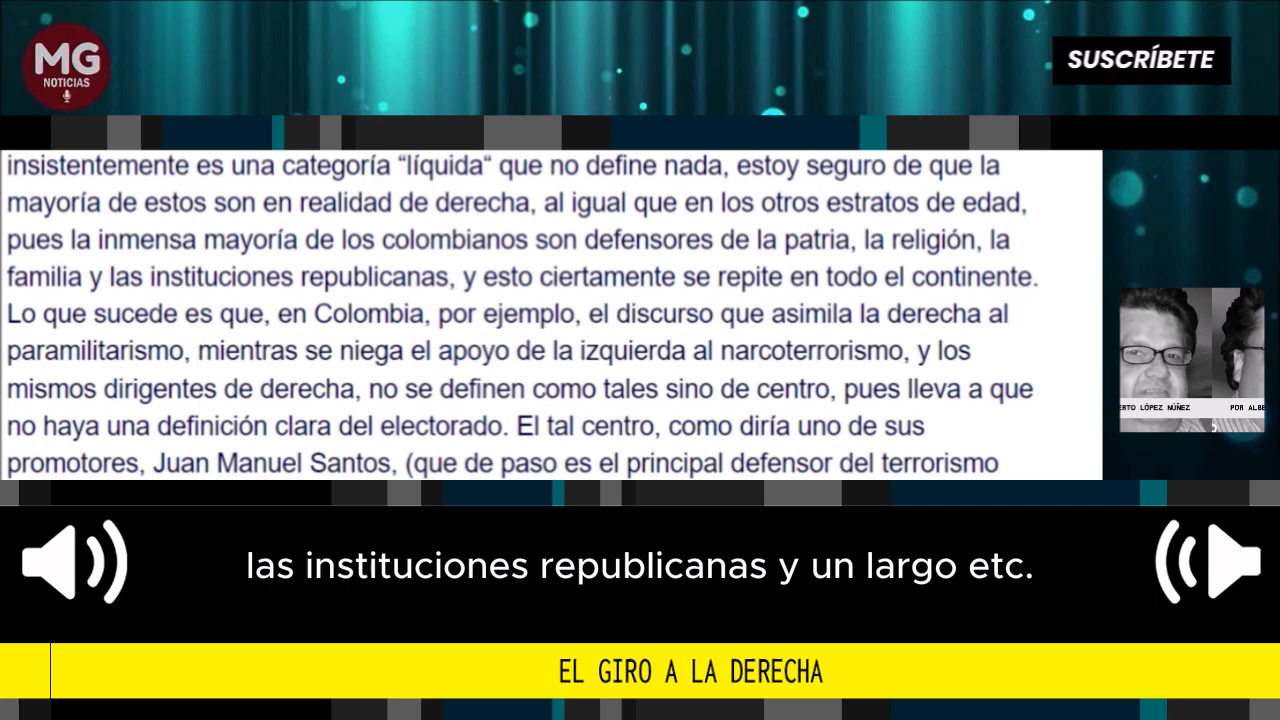 MG
NOTICIAS
SUSCRÍBETE
insistentemente es una categoría “líquida“ que no define nada, estoy seguro de que la
mayoría de estos son en realidad de derecha, al igual que en los otros estratos de edad,
pues la inmensa mayoría de los colombianos son defensores de la patria, la religión, la
familia y las instituciones republicanas, y esto ciertamente se repite en todo el continente.
Lo que sucede es que, en Colombia, por ejemplo, el discurso que asimila la derecha al
paramilitarismo, mientras se niega el apoyo de la izquierda al narcoterrorismo, y los
mismos dirigentes de derecha, no se definen como tales sino de centro, pues lleva a que
no haya una definición clara del electorado. El tal centro, como diría uno de sus
promotores, Juan Manuel Santos, (que de paso es el principal defensor del terrorismo
ERTO LÓPEZ NÚÑEZ POR ALBE
las instituciones republicanas y un largo etc.
EL GIRO A LA DERECHA